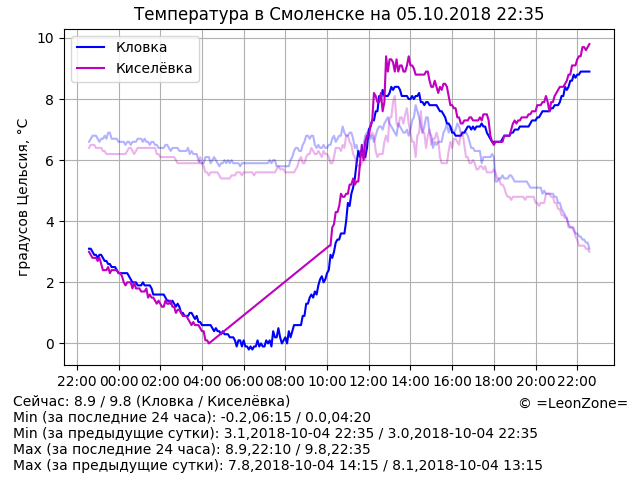 Температура в Смоленске на 05.10.2018 22:35
Кловка
Киселёвка
градусов Цельсия, °C
10
8
6
4
2
0
22:00 00:00 02:00 04:00 06:00 08:00 10:00 12:00 14:00 16:00 18:00 20:00 22:00
Сейчас: 8.9 / 9.8 (Кловка / Киселёвка)
© =LeonZone=
Min (за последние 24 часа): -0.2,06:15 / 0.0,04:20
Min (за предыдущие сутки): 3.1,2018-10-04 22:35 / 3.0,2018-10-04 22:35
Max (за последние 24 часа): 8.9,22:10 / 9.8,22:35
Max (за предыдущие сутки): 7.8,2018-10-04 14:15 / 8.1,2018-10-04 13:15